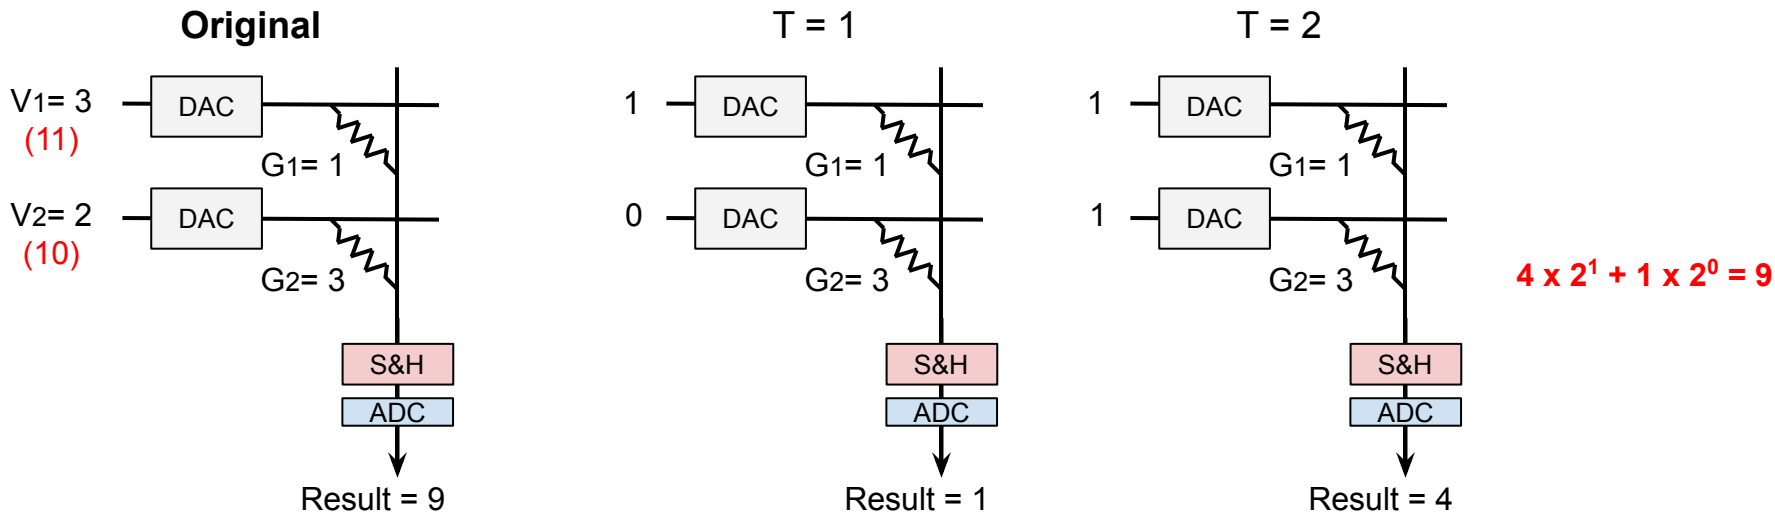 Original
V1= 3
(11)
DAC
G1= 1
V2= 2
(10)
DAC
G2= 3
S&H
ADC
Result = 9
T = 1
1
DAC
G1= 1
0
DAC
G2= 3
S&H
ADC
Result = 1
T = 2
1
DAC
G1= 1
1
DAC
G2= 3
S&H
ADC
Result = 4
4 x 2¹ + 1 x 2⁰ = 9